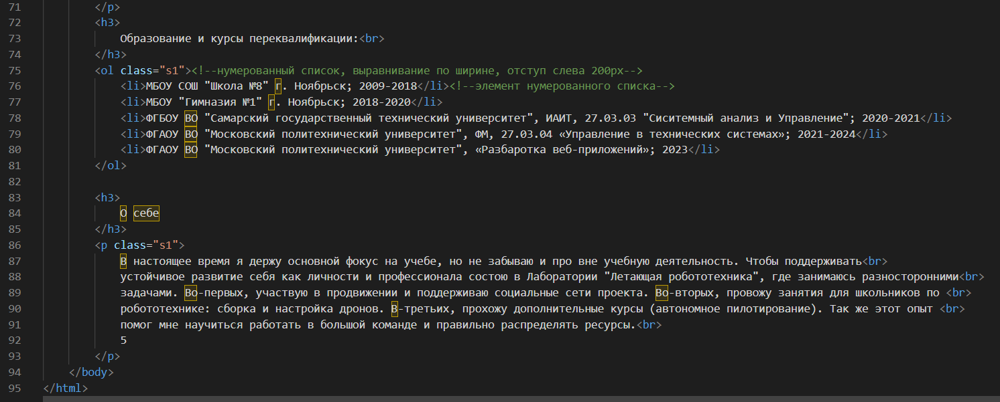 71 </p>
72 <h3>
73 Образование и курсы переквалификации:<br>
74 </h3>
75 <ol class="s1"><!--нумерованный список, выравнивание по ширине, отступ слева 200px-->
76 <li>МБОУ СОШ "Школа №8" г. Ноябрьск; 2009-2018</li><!--элемент нумерованного списка-->
77 <li>МБОУ "Гимназия №1" г. Ноябрьск; 2018-2020</li>
78 <li>ФГБОУ ВО "Самарский государственный технический университет", ИАИТ, 27.03.03 "Сиситемный анализ и Управление"; 2020-2021</li>
79 <li>ФГАОУ ВО "Московский политехнический университет", ФМ, 27.03.04 «Управление в технических системах»; 2021-2024</li>
80 <li>ФГАОУ ВО "Московский политехнический университет", «Разбаротка веб-приложений»; 2023</li>
81 </ol>
82
83 <h3>
84 О себе
85 </h3>
86 <p class="s1">
87 В настоящее время я держу основной фокус на учебе, но не забываю и про вне учебную деятельность. Чтобы поддерживать<br>
88 устойчивое развитие себя как личности и профессионала состою в Лаборатории "Летающая робототехника", где занимаюсь разносторонними<br>
89 задачами. Во-первых, участвую в продвижении и поддерживаю социальные сети проекта. Во-вторых, провожу занятия для школьников по <br>
90 робототехнике: сборка и настройка дронов. В-третьих, прохожу дополнительные курсы (автономное пилотирование). Так же этот опыт <br>
91 помог мне научиться работать в большой команде и правильно распределять ресурсы.<br>
92 5
93 </p>
94 </body>
95 </html>